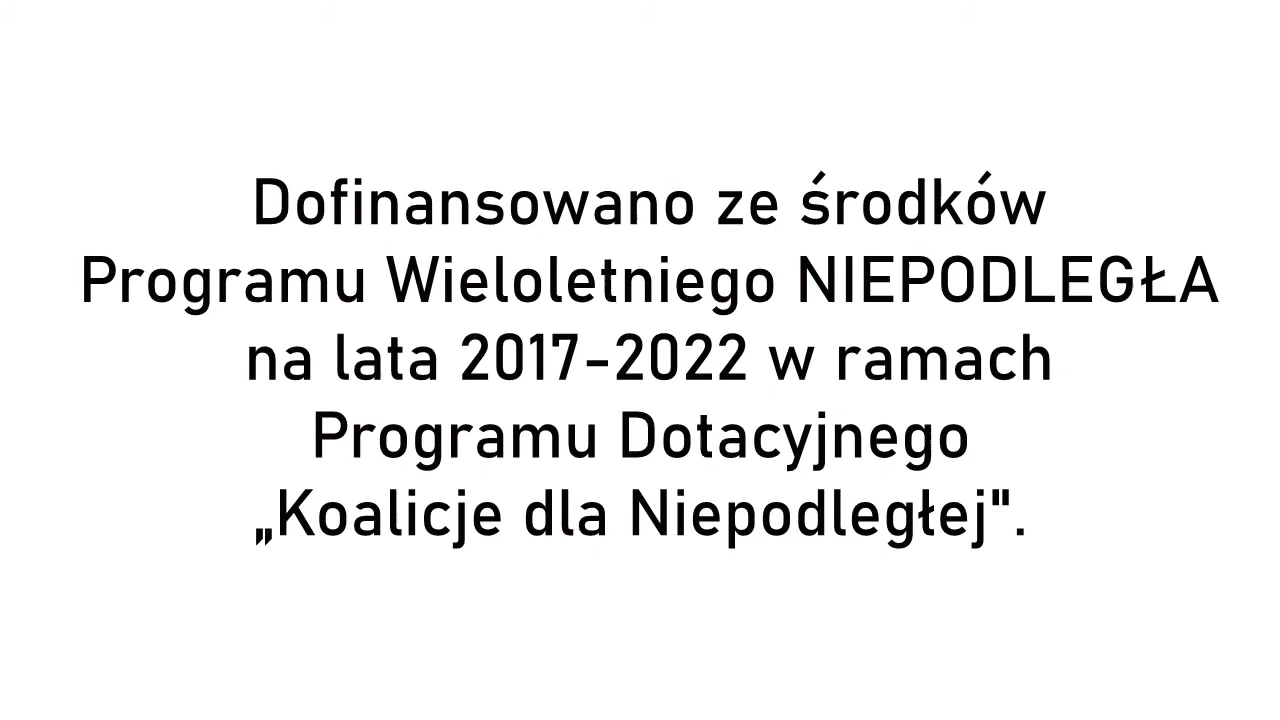 Dofinansowano ze środków
Programu Wieloletniego NIEPODLEGŁA
na lata 2017-2022 w ramach
Programu Dotacyjnego
„Koalicje dla Niepodległej".